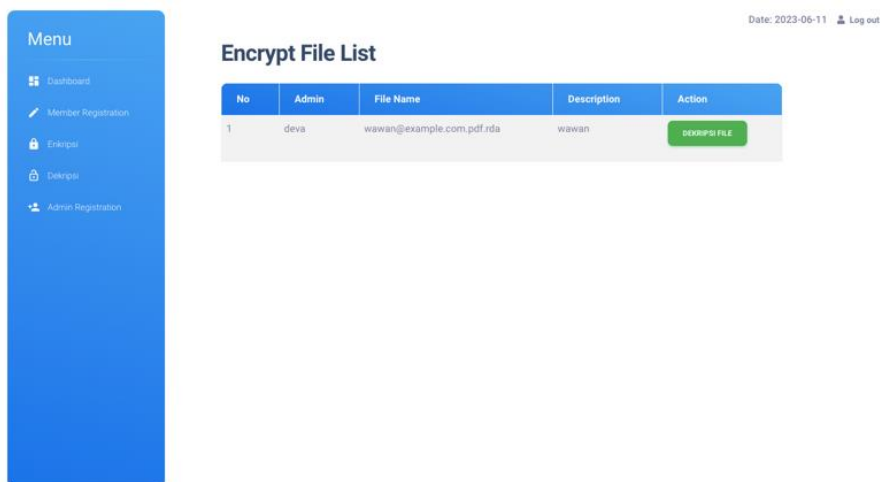 Date: 2023-06-11 Log out
Menu
Dashboard
Member Registration
Enkripsi
Dekripsi
Admin Registration
Encrypt File List
No Admin File Name Description Action
1 deva wawan@example.com.pdf.rda wawan DEKRIPSI FILE